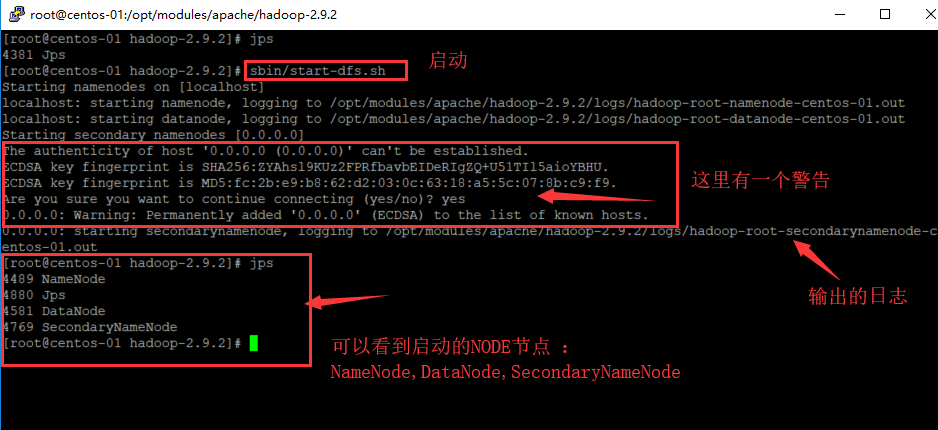 root@centos-01:/opt/modules/apache/hadoop-2.9.2
[root@centos-01 hadoop-2.9.2]# jps
4381 Jps
[root@centos-01 hadoop-2.9.2]# sbin/start-dfs.sh
启动
Starting namenodes on [localhost]
localhost: starting namenode, logging to /opt/modules/apache/hadoop-2.9.2/logs/hadoop-root-namenode-centos-01.out
localhost: starting datanode, logging to /opt/modules/apache/hadoop-2.9.2/logs/hadoop-root-datanode-centos-01.out
Starting secondary namenodes [0.0.0.0]
The authenticity of host '0.0.0.0 (0.0.0.0)' can't be established.
ECDSA key fingerprint is SHA256:ZYAhsl9KUz2FPRfbavbEIDeRIgZQ+U5lTIl5aioYBHU.
ECDSA key fingerprint is MD5:fc:2b:e9:b8:62:d2:03:0c:63:18:a5:5c:07:8b:c9:f9.
Are you sure you want to continue connecting (yes/no)? yes
0.0.0.0: Warning: Permanently added '0.0.0.0' (ECDSA) to the list of known hosts.
这里有一个警告
0.0.0.0: starting secondarynamenode, logging to /opt/modules/apache/hadoop-2.9.2/logs/hadoop-root-secondarynamenode-c
entos-01.out
输出的日志
[root@centos-01 hadoop-2.9.2]# jps
4489 NameNode
4880 Jps
4581 DataNode
4769 SecondaryNameNode
[root@centos-01 hadoop-2.9.2]#
可以看到启动的NODE节点 :
NameNode,DataNode,SecondaryNameNode